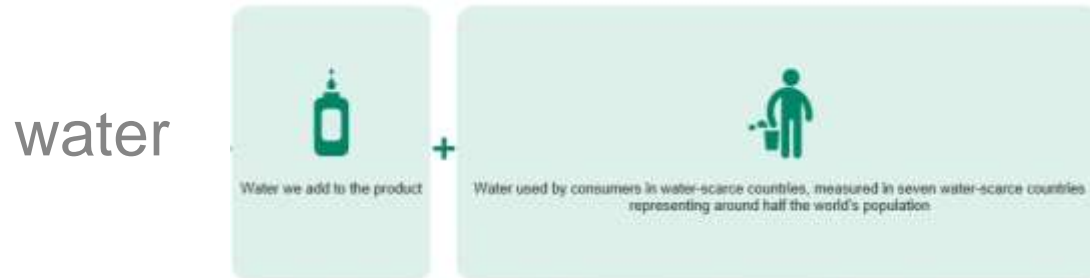 water
+
Water we add to the product
Water used by consumers in water-scarce countries, measured in seven water-scarce countries
representing around half the world's population